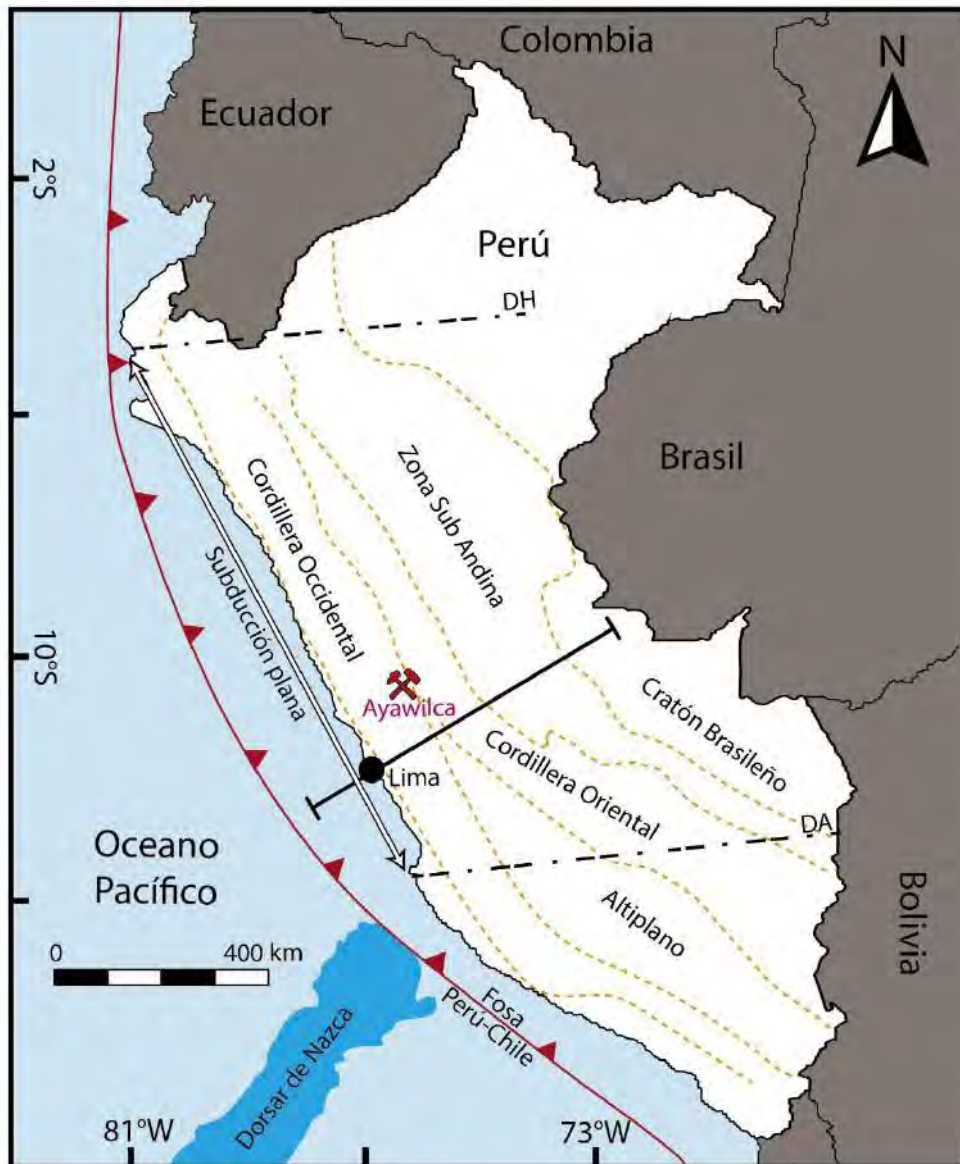 Colombia
N
Ecuador
2°S
Perú
DH
Brasil
Cordillera Occidental
Zona Sub Andina
Subducción plana
10°S
Ayawilca
Cratón Brasileño
Lima
Cordillera Oriental
DA
Oceano
Pacífico
Altiplano
Bolivia
0 400 km
Fosa
Perú-Chile
Dorsar de Nazca
81°W
73°W